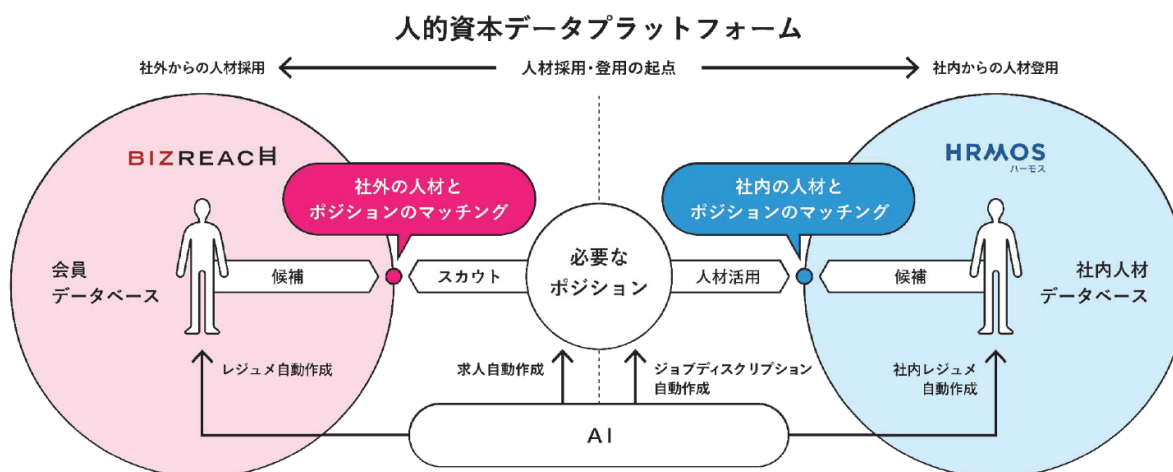 人的資本データプラットフォーム
社外からの人材採用
人材採用・登用の起点
社内からの人材登用
BIZREACH
HRMOS
ハーモス
社外の人材と
ポジションのマッチング
社内の人材と
ポジションのマッチング
会員
データベース
候補
スカウト
必要な
ポジション
人材活用
候補
社内人材
データベース
レジュメ自動作成
求人自動作成
ジョブディスクリプション
自動作成
社内レジュメ
自動作成
AI